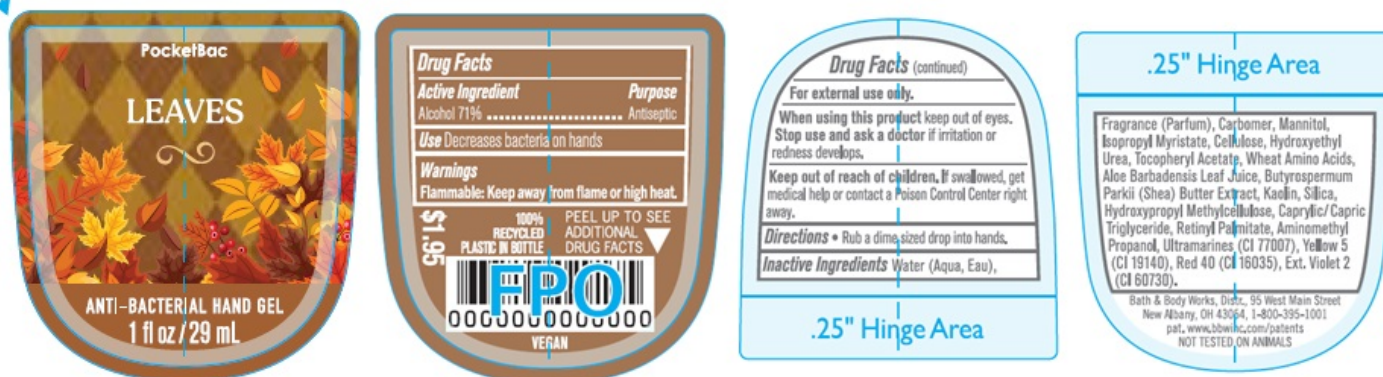 PocketBac
LEAVES
ANTI-BACTERIAL HAND GEL
1 fl oz / 29 mL
Drug Facts
Active Ingredient Purpose
Alcohol 71% ........................ Antiseptic
Use Decreases bacteria on hands
Warnings
Flammable: Keep away from flame or high heat.
$1.95
100%
RECYCLED
PLASTIC IN BOTTLE
PEEL UP TO SEE
ADDITIONAL
DRUG FACTS
FPO
VEGAN
Drug Facts (continued)
For external use only.
When using this product keep out of eyes.
Stop use and ask a doctor if irritation or
redness develops.
Keep out of reach of children. If swallowed, get
medical help or contact a Poison Control Center right
away.
Directions • Rub a dime sized drop into hands.
Inactive Ingredients Water (Aqua, Eau),
.25" Hinge Area
.25" Hinge Area
Fragrance (Parfum), Carbomer, Mannitol,
Isopropyl Myristate, Cellulose, Hydroxyethyl
Urea, Tocopheryl Acetate, Wheat Amino Acids,
Aloe Barbadensis Leaf Juice, Butyrospermum
Parkii (Shea) Butter Extract, Kaolin, Silica,
Hydroxypropyl Methylcellulose, Caprylic/Capric
Triglyceride, Retinyl Palmitate, Aminomethyl
Propanol, Ultramarines (CI 77007), Yellow 5
(CI 19140), Red 40 (CI 16035), Ext. Violet 2
(CI 60730).
Bath & Body Works, Distr., 95 West Main Street
New Albany, OH 43064, 1-800-395-1001
pat. www.bbwinc.com/patents
NOT TESTED ON ANIMALS